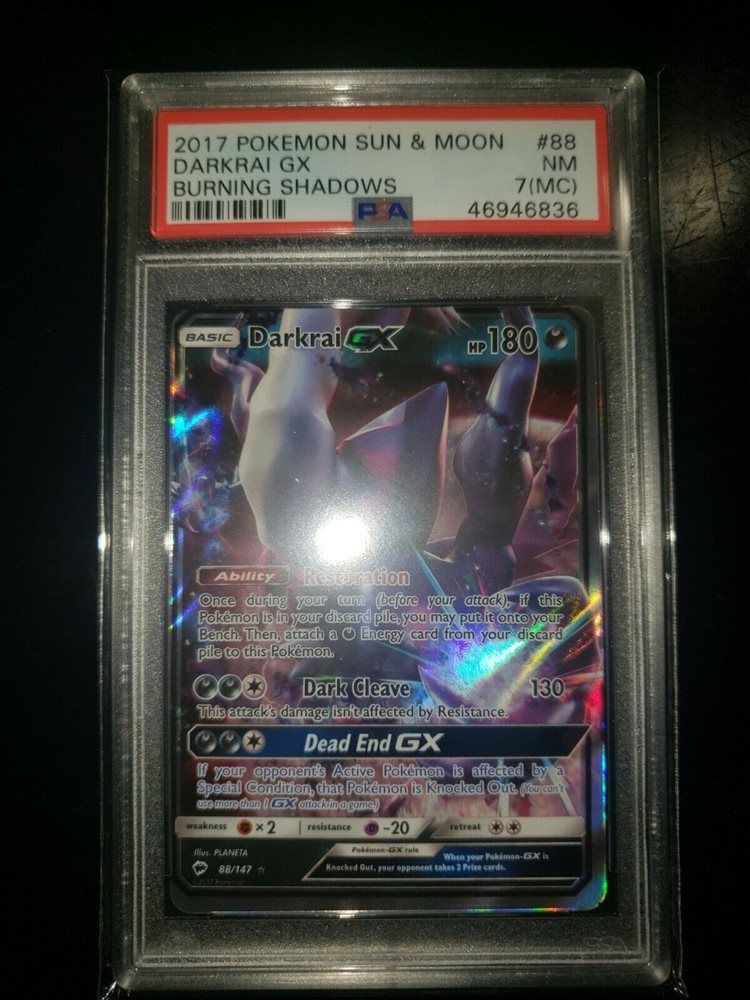 2017 POKEMON SUN & MOON #88
DARKRAI GX NM
BURNING SHADOWS 7(MC)
PSA 46946836
BASIC Darkrai GX HP 180
Ability Restoration
Once during your turn (before your attack), if this
Pokémon is in your discard pile, you may put it onto your
Bench. Then, attach a Energy card from your discard
pile to this Pokémon.
Dark Cleave 130
This attack's damage isn't affected by Resistance.
Dead End GX
If your opponent's Active Pokémon is affected by a
Special Condition, that Pokémon is Knocked Out. (You can't
use more than 1 GX attack in a game.)
weakness ×2 resistance -20 retreat
Illus. PLANETA
Pokémon-GX rule
When your Pokémon-GX is
Knocked Out, your opponent takes 2 Prize cards.
88/147
©2017 Pokémon